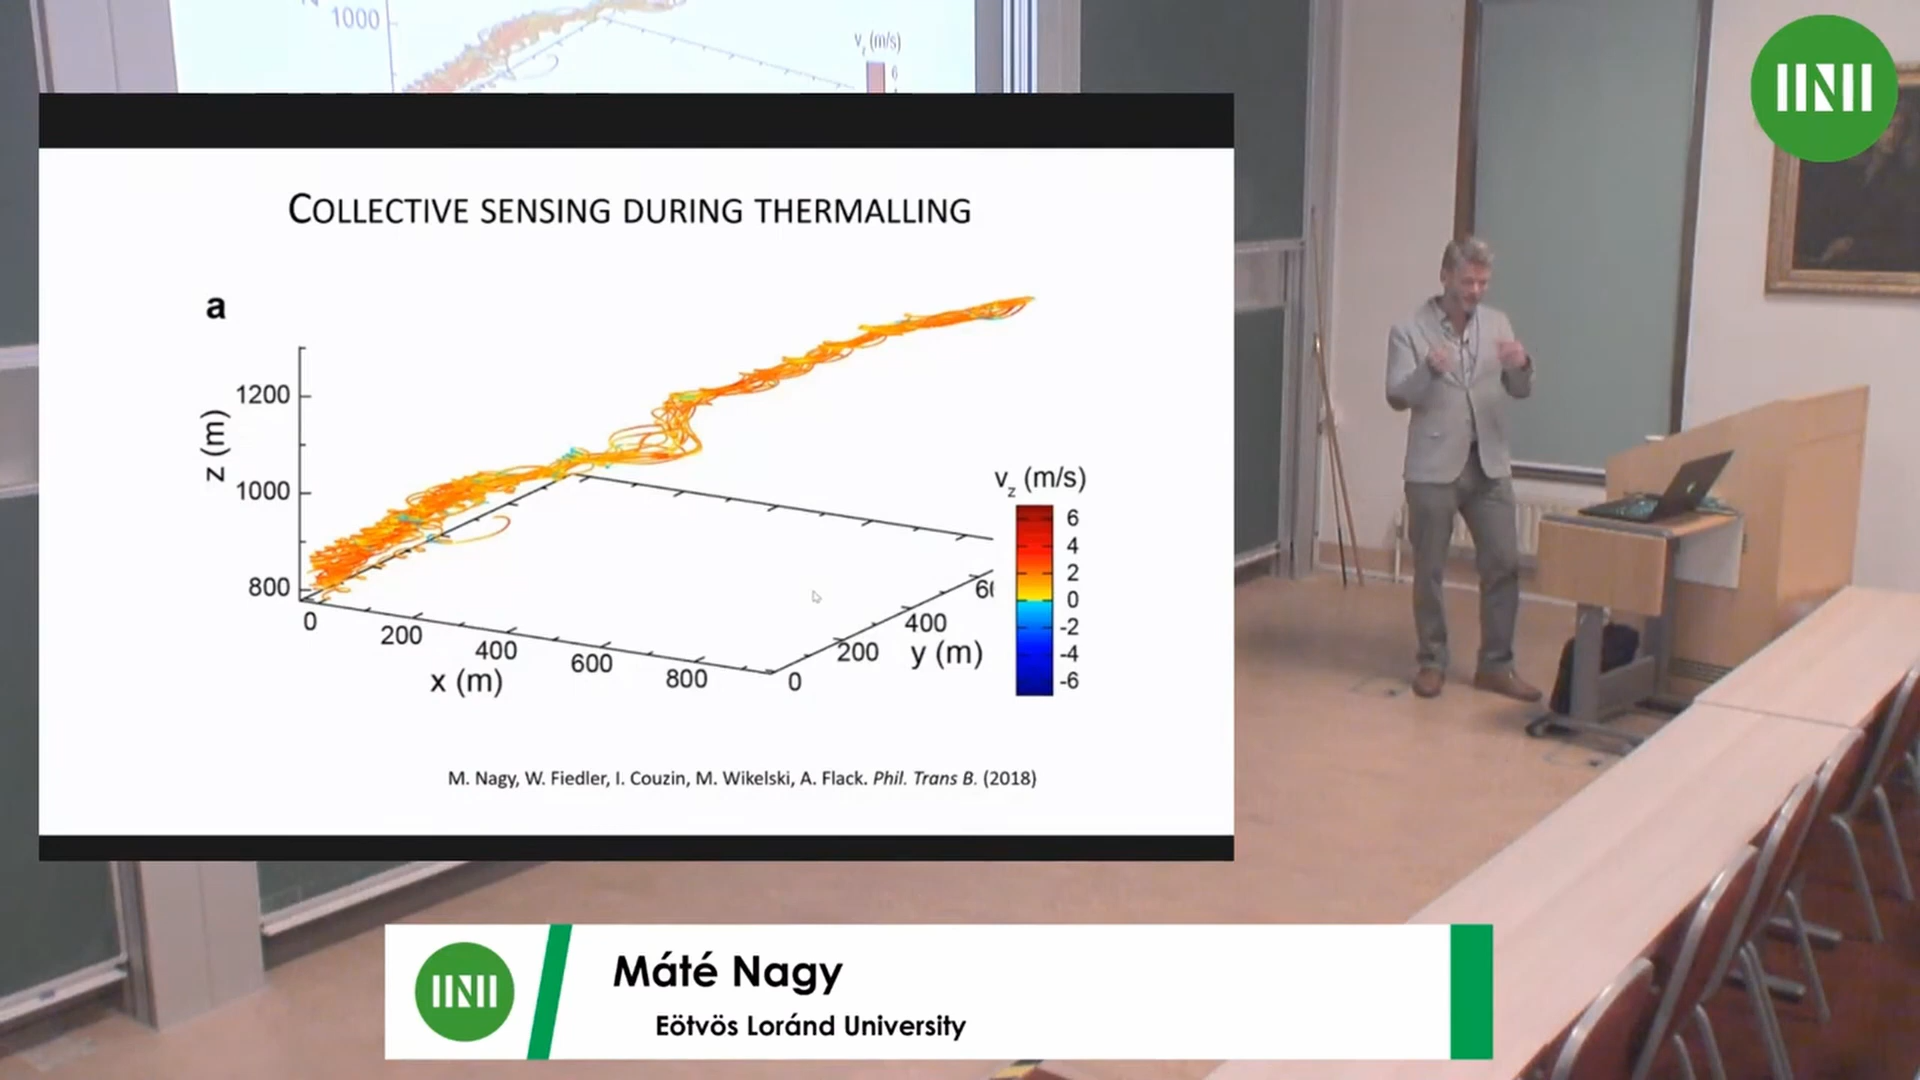 1000
v_z (m/s)
6
COLLECTIVE SENSING DURING THERMALLING
a
z (m)
1200
1000
800
0
200
400
600
800
x (m)
0
200
400
y (m)
v_z (m/s)
6
4
2
0
-2
-4
-6
M. Nagy, W. Fiedler, I. Couzin, M. Wikelski, A. Flack. Phil. Trans B. (2018)
Máté Nagy
Eötvös Loránd University